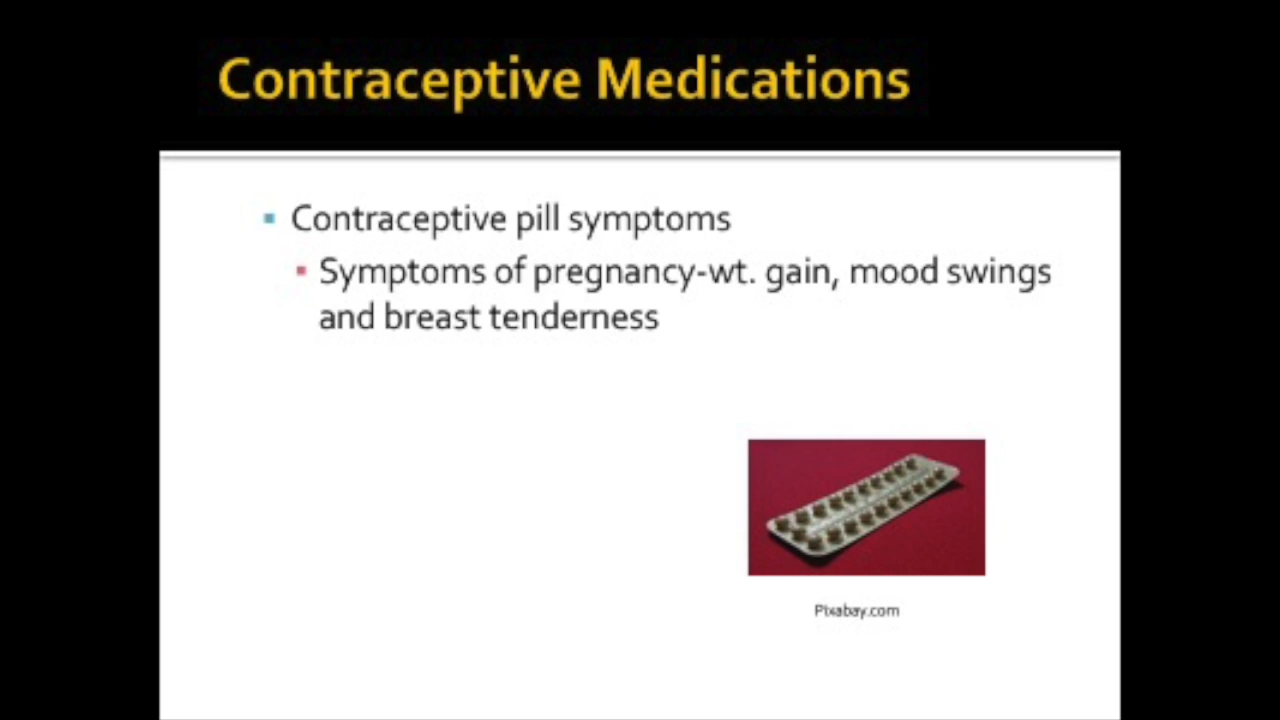 Contraceptive Medications
Contraceptive pill symptoms
Symptoms of pregnancy-wt. gain, mood swings
and breast tenderness
Pixabay.com